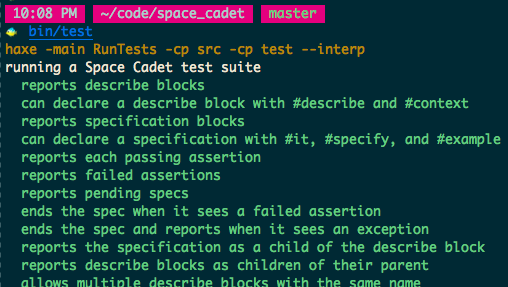 10:08 PM ~/code/space_cadet master
bin/test
haxe -main RunTests -cp src -cp test --interp
running a Space Cadet test suite
reports describe blocks
can declare a describe block with #describe and #context
reports specification blocks
can declare a specification with #it, #specify, and #example
reports each passing assertion
reports failed assertions
reports pending specs
ends the spec when it sees a failed assertion
ends the spec and reports when it sees an exception
reports the specification as a child of the describe block
reports describe blocks as children of their parent
allows multiple describe blocks with the same name